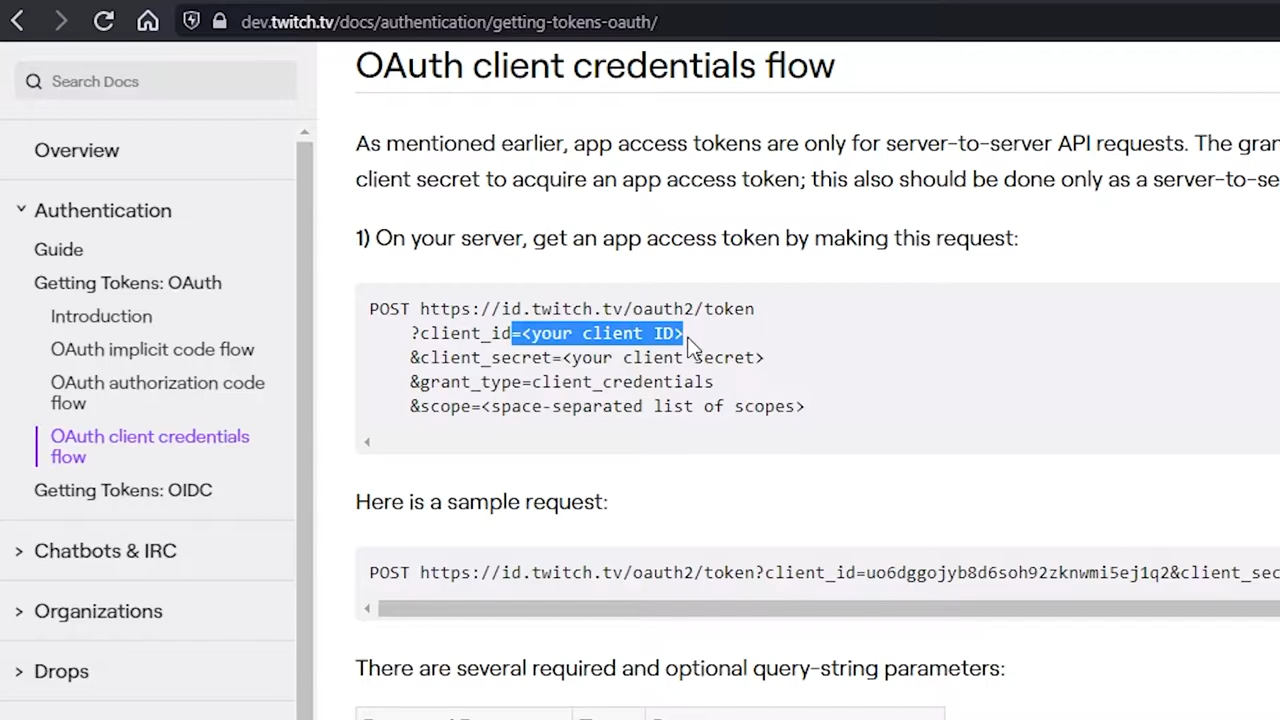 dev.twitch.tv/docs/authentication/getting-tokens-oauth/
Search Docs
Overview
Authentication
Guide
Getting Tokens: OAuth
Introduction
OAuth implicit code flow
OAuth authorization code
flow
OAuth client credentials
flow
Getting Tokens: OIDC
Chatbots & IRC
Organizations
Drops
OAuth client credentials flow
As mentioned earlier, app access tokens are only for server-to-server API requests. The gran
client secret to acquire an app access token; this also should be done only as a server-to-se
1) On your server, get an app access token by making this request:
POST https://id.twitch.tv/oauth2/token
?client_id=<your client ID>
&client_secret=<your client secret>
&grant_type=client_credentials
&scope=<space-separated list of scopes>
Here is a sample request:
POST https://id.twitch.tv/oauth2/token?client_id=uo6dggojyb8d6soh92zknwmi5ej1q2&client_sec
There are several required and optional query-string parameters: